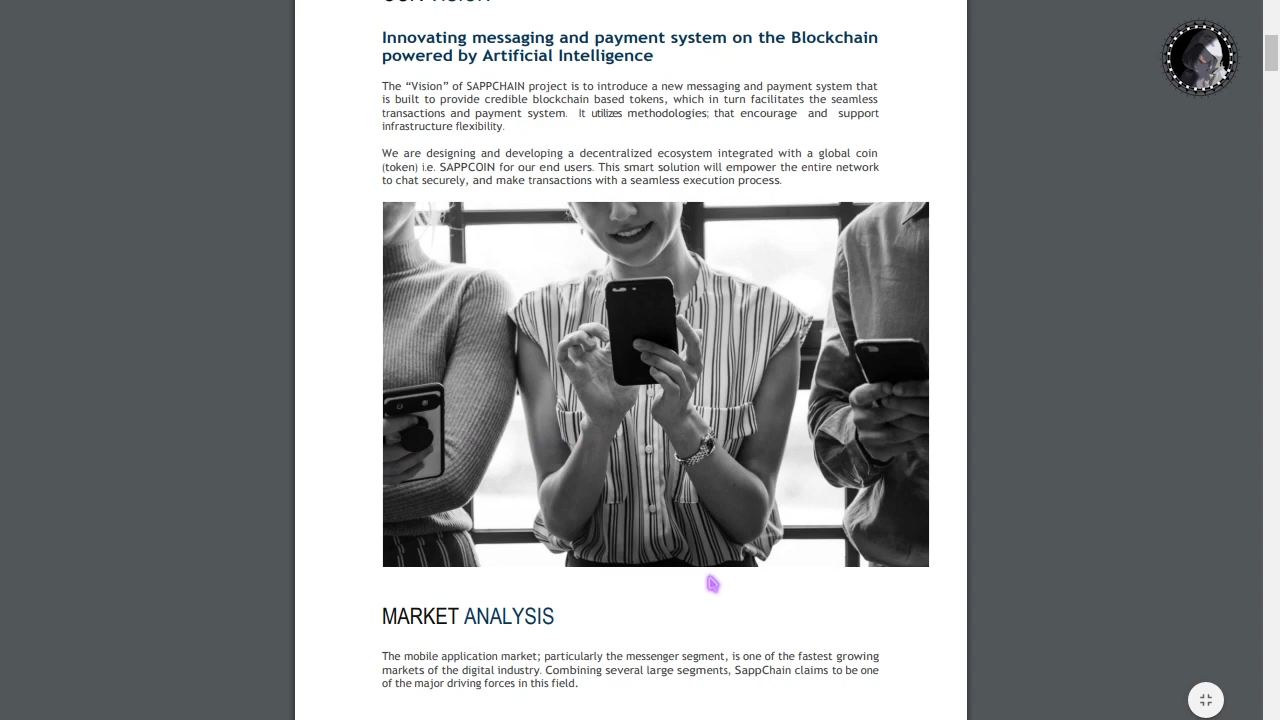 Innovating messaging and payment system on the Blockchain
powered by Artificial Intelligence
The “Vision” of SAPPCHAIN project is to introduce a new messaging and payment system that
is built to provide credible blockchain based tokens, which in turn facilitates the seamless
transactions and payment system. It utilizes methodologies; that encourage and support
infrastructure flexibility.
We are designing and developing a decentralized ecosystem integrated with a global coin
(token) i.e. SAPPCOIN for our end users. This smart solution will empower the entire network
to chat securely, and make transactions with a seamless execution process.
MARKET ANALYSIS
The mobile application market; particularly the messenger segment, is one of the fastest growing
markets of the digital industry. Combining several large segments, SappChain claims to be one
of the major driving forces in this field.